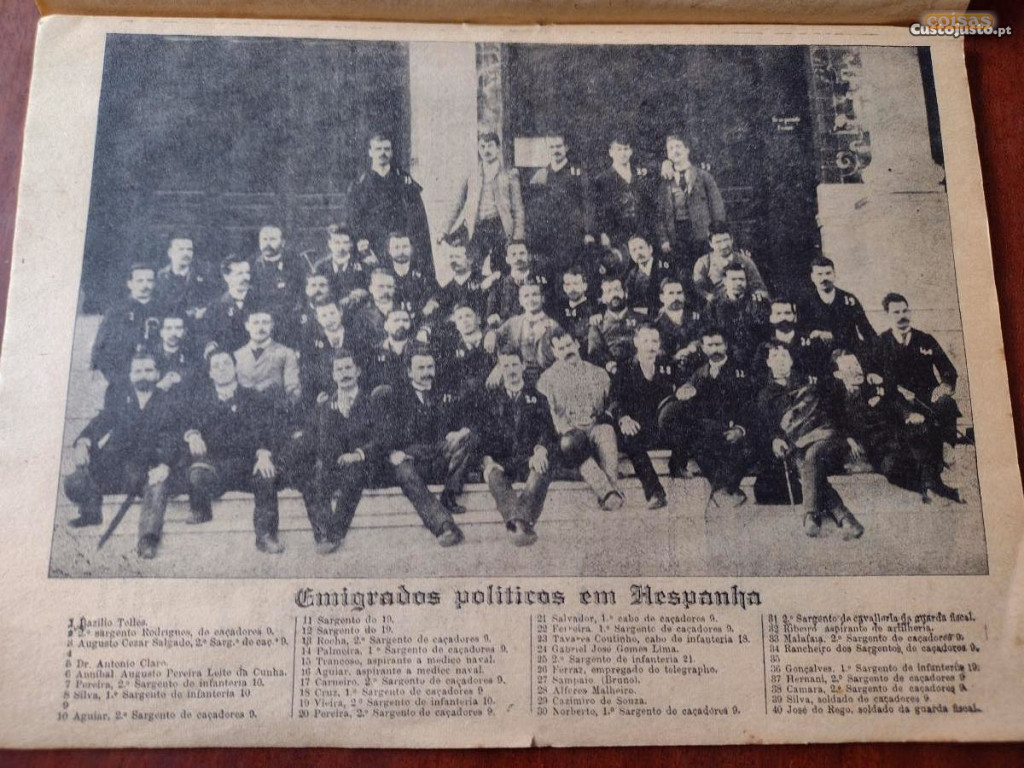 coisas
CustoJusto.pt
Emigrados politicos em Hespanha
1 Bazilio Telles.
2 2.º sargento Rodrigues, de caçadores 9.
3 Augusto Cezar Salgado, 2.º Sarg.º de caç.ºs 9.
4
5 Dr. Antonio Claro.
6 Annibal Augusto Pereira Leite da Cunha.
7 Pereira, 2.º Sargento de infanteria 10.
8 Silva, 1.º Sargento de infanteria 10
9
10 Aguiar, 2.º Sargento de caçadores 9.
11 Sargento do 10.
12 Sargento do 10.
13 Rocha, 2.º Sargento de caçadores 9.
14 Palmeira, 1.º Sargento de caçadores 9.
15 Trancoso, aspirante a medico naval.
16 Aguiar, aspirante a medico naval.
17 Carneiro, 2.º Sargento de caçadores 9.
18 Cruz, 1.º Sargento de caçadores 9
19 Vieira, 2.º Sargento de infanteria 10.
20 Pereira, 2.º Sargento de caçadores 9.
21 Salvador, 1.º cabo de caçadores 9.
22 Ferreira, 1.º Sargento de caçadores 9.
23 Tavares Coutinho, cabo de infanteria 18.
24 Gabriel José Gomes Lima.
25 2.º Sargento de infanteria 21.
26 Ferraz, empregado do telegrapho.
27 Sampaio (Bruno).
28 Alferes Malheiro.
29 Cazimiro de Souza.
30 Norberto, 1.º Sargento de caçadores 9.
31 2.º Sargento de cavallaria da guarda fiscal.
32 Ribeiro aspirante de artilheria.
33 Malafaia, 2.º Sargento de caçadores 9
34 Rancheiro dos Sargentos, de caçadores 9.
35
36 Gonçalves, 1.º Sargento de infanteria 19.
37 Hernani, 2.º Sargento de caçadores 9
38 Camara, 2.º Sargento de caçadores 9.
39 Silva, soldado de caçadores 9.
40 José do Rego, soldado da guarda fiscal.